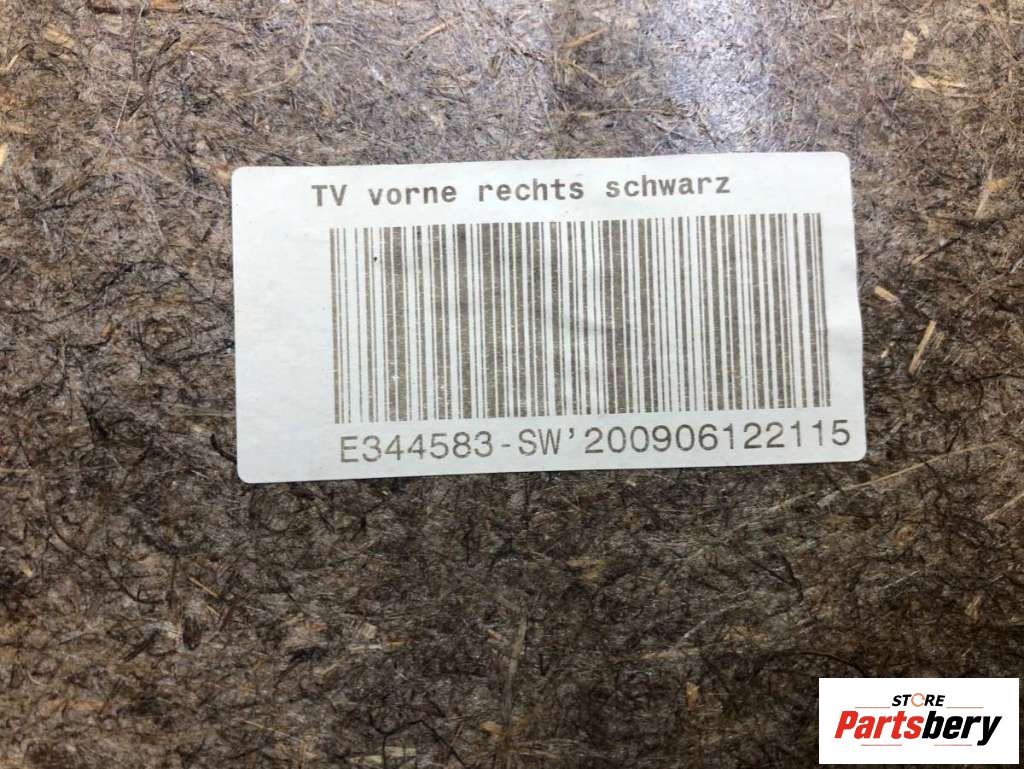 TV vorne rechts schwarz
E344583-SW'200906122115
STORE
Partsbery